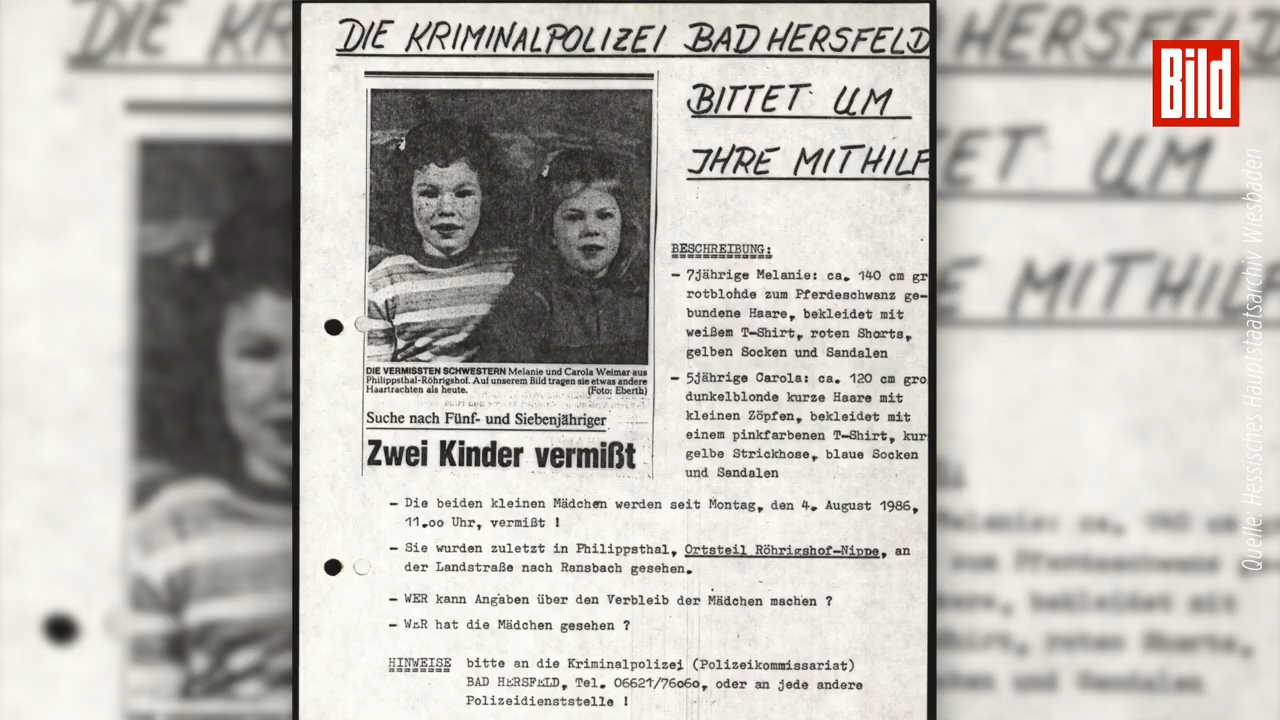 DIE KRIMINALPOLIZEI BAD HERSFELD
BITTET UM
IHRE MITHILF
Bild
DIE VERMISSTEN SCHWESTERN Melanie und Carola Weimar aus
Philippsthal-Röhrigshof. Auf unserem Bild tragen sie etwas andere
Haartrachten als heute. (Foto: Eberth)
Suche nach Fünf- und Siebenjähriger
Zwei Kinder vermißt
BESCHREIBUNG:
- 7jährige Melanie: ca. 140 cm gr
rotblohde zum Pferdeschwanz ge-
bundene Haare, bekleidet mit
weißem T-Shirt, roten Shorts,
gelben Socken und Sandalen
- 5jährige Carola: ca. 120 cm gro
dunkelblonde kurze Haare mit
kleinen Zöpfen, bekleidet mit
einem pinkfarbenen T-Shirt, kur
gelbe Strickhose, blaue Socken
und Sandalen
- Die beiden kleinen Mädchen werden seit Montag, den 4. August 1986,
11.oo Uhr, vermißt !
- Sie wurden zuletzt in Philippsthal, Ortsteil Röhrigshof-Nippe, an
der Landstraße nach Ransbach gesehen.
- WER kann Angaben über den Verbleib der Mädchen machen ?
- WER hat die Mädchen gesehen ?
HINWEISE bitte an die Kriminalpolizei (Polizeikommissariat)
BAD HERSFELD, Tel. 06621/76060, oder an jede andere
Polizeidienststelle !
Quelle: Hessisches Hauptstaatsarchiv Wiesbaden